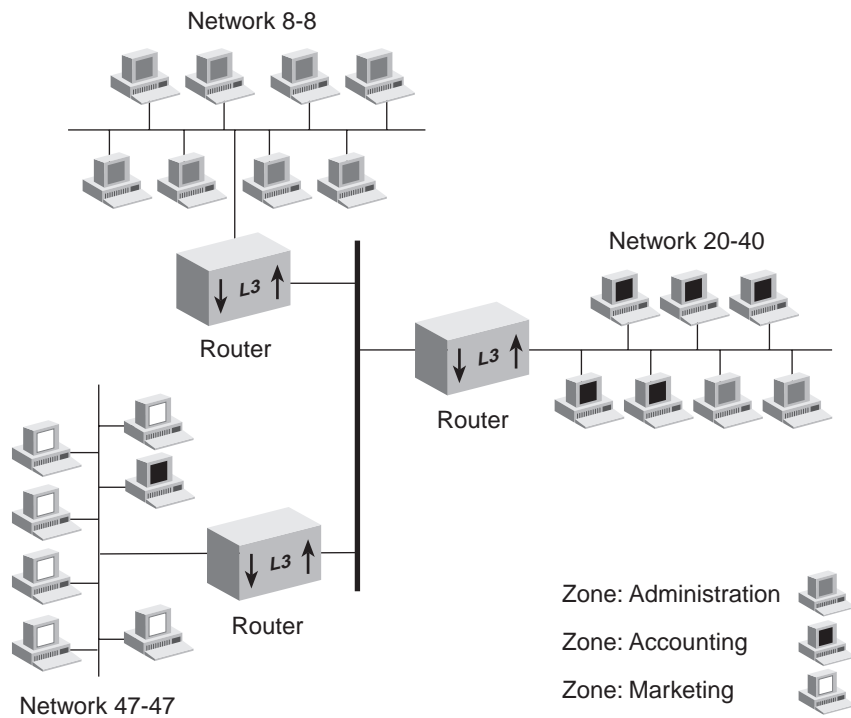 Network 8-8
L3
Router
Network 20-40
L3
Router
L3
Router
Network 47-47
Zone: Administration
Zone: Accounting
Zone: Marketing